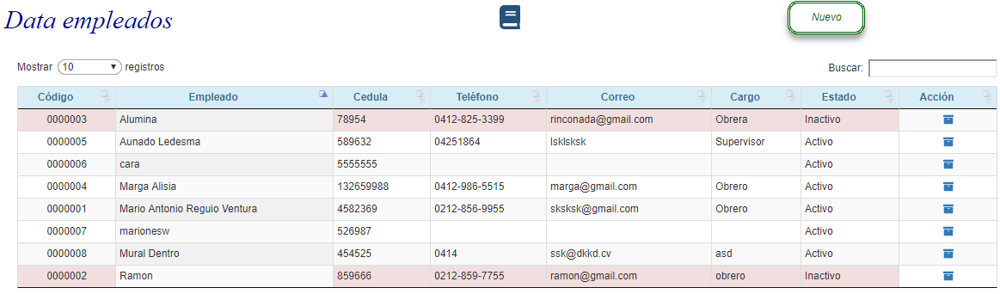 Data empleados
Nuevo
Mostrar 10 registros
Buscar:
Código Empleado Cedula Teléfono Correo Cargo Estado Acción
0000003 Alumina 78954 0412-825-3399 rinconada@gmail.com Obrera Inactivo
0000005 Aunado Ledesma 589632 04251864 lsklsksk Supervisor Activo
0000006 cara 5555555 Activo
0000004 Marga Alisia 132659988 0412-986-5515 marga@gmail.com Obrero Activo
0000001 Mario Antonio Reguio Ventura 4582369 0212-856-9955 sksksk@gmail.com Obrero Activo
0000007 marionesw 526987 Activo
0000008 Mural Dentro 454525 0414 ssk@dkkd.cv asd Activo
0000002 Ramon 859666 0212-859-7755 ramon@gmail.com obrero Inactivo